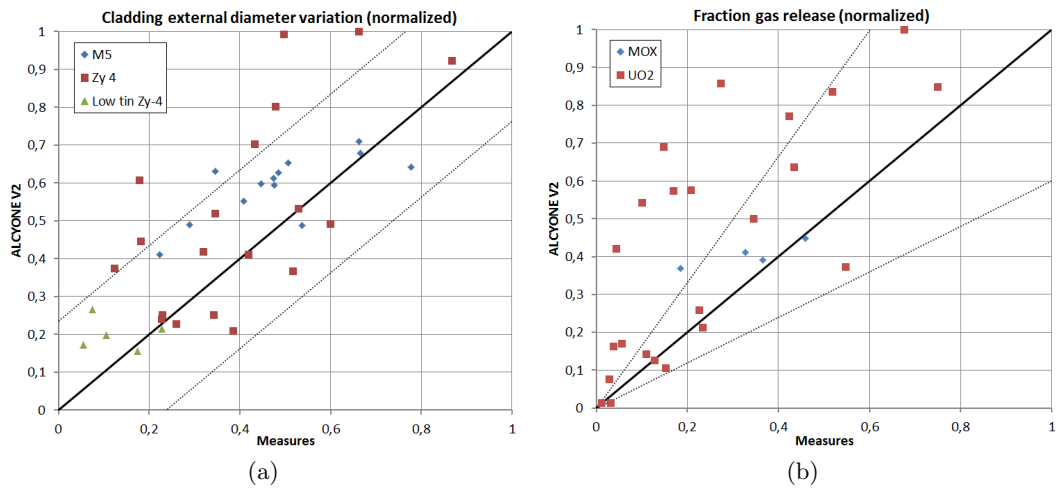 Cladding external diameter variation (normalized)
1
0,9
0,8
0,7
0,6
0,5
0,4
0,3
0,2
0,1
0
ALCYONE V2
M5
Zy 4
Low tin Zy-4
0 0,2 0,4 0,6 0,8 1
Measures
(a)
Fraction gas release (normalized)
1
0,9
0,8
0,7
0,6
0,5
0,4
0,3
0,2
0,1
0
ALCYONE V2
MOX
UO2
0 0,2 0,4 0,6 0,8 1
Measures
(b)